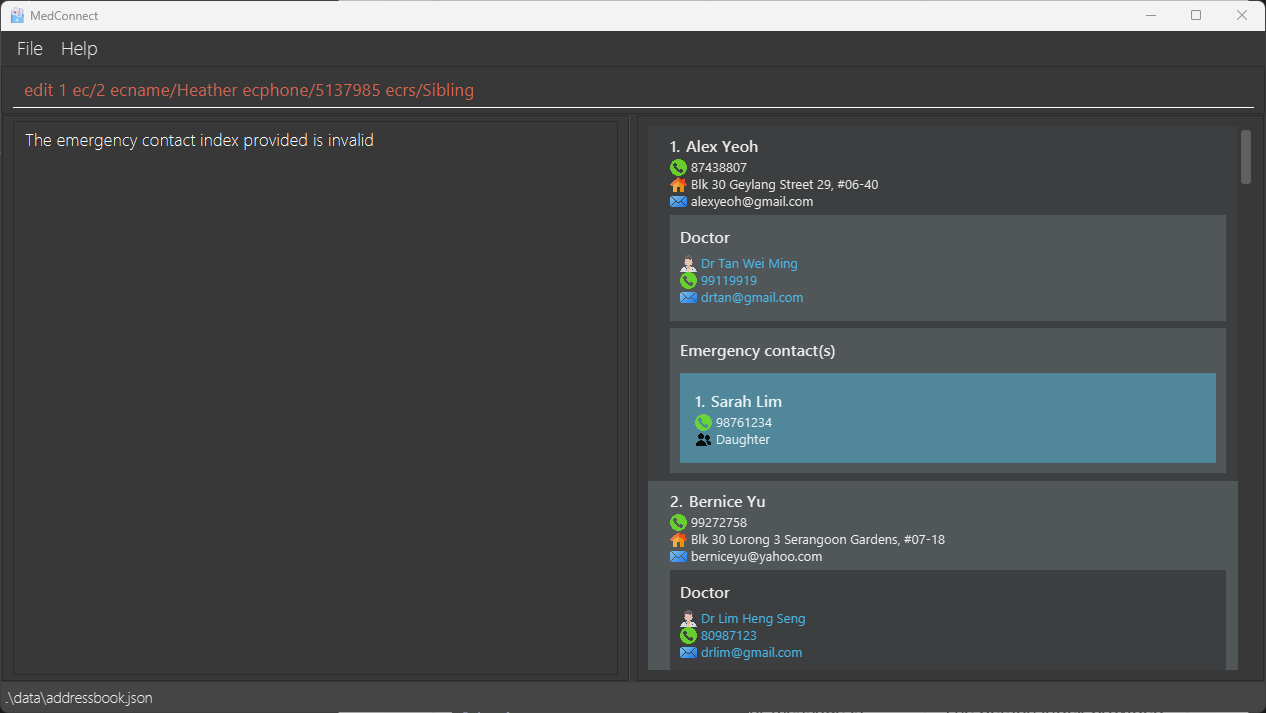 MedConnect
File Help
edit 1 ec/2 ecname/Heather ecphone/5137985 ecrs/Sibling
The emergency contact index provided is invalid
1. Alex Yeoh
87438807
Blk 30 Geylang Street 29, #06-40
alexyeoh@gmail.com
Doctor
Dr Tan Wei Ming
99119919
drtan@gmail.com
Emergency contact(s)
1. Sarah Lim
98761234
Daughter
2. Bernice Yu
99272758
Blk 30 Lorong 3 Serangoon Gardens, #07-18
berniceyu@yahoo.com
Doctor
Dr Lim Heng Seng
80987123
drlim@gmail.com
.\data\addressbook.json